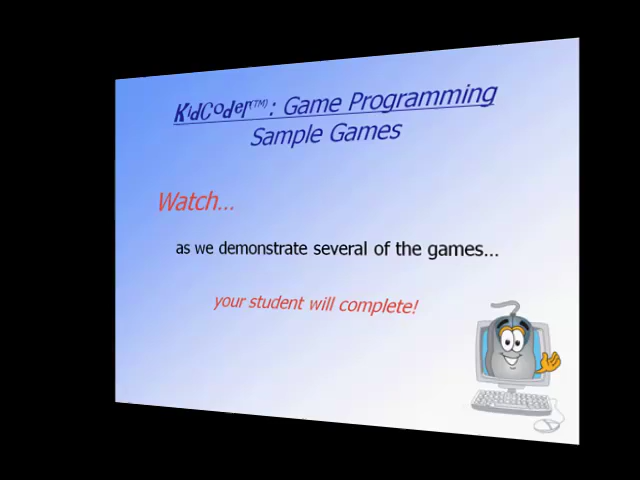 KidCoder(TM): Game Programming
Sample Games
Watch...
as we demonstrate several of the games...
your student will complete!